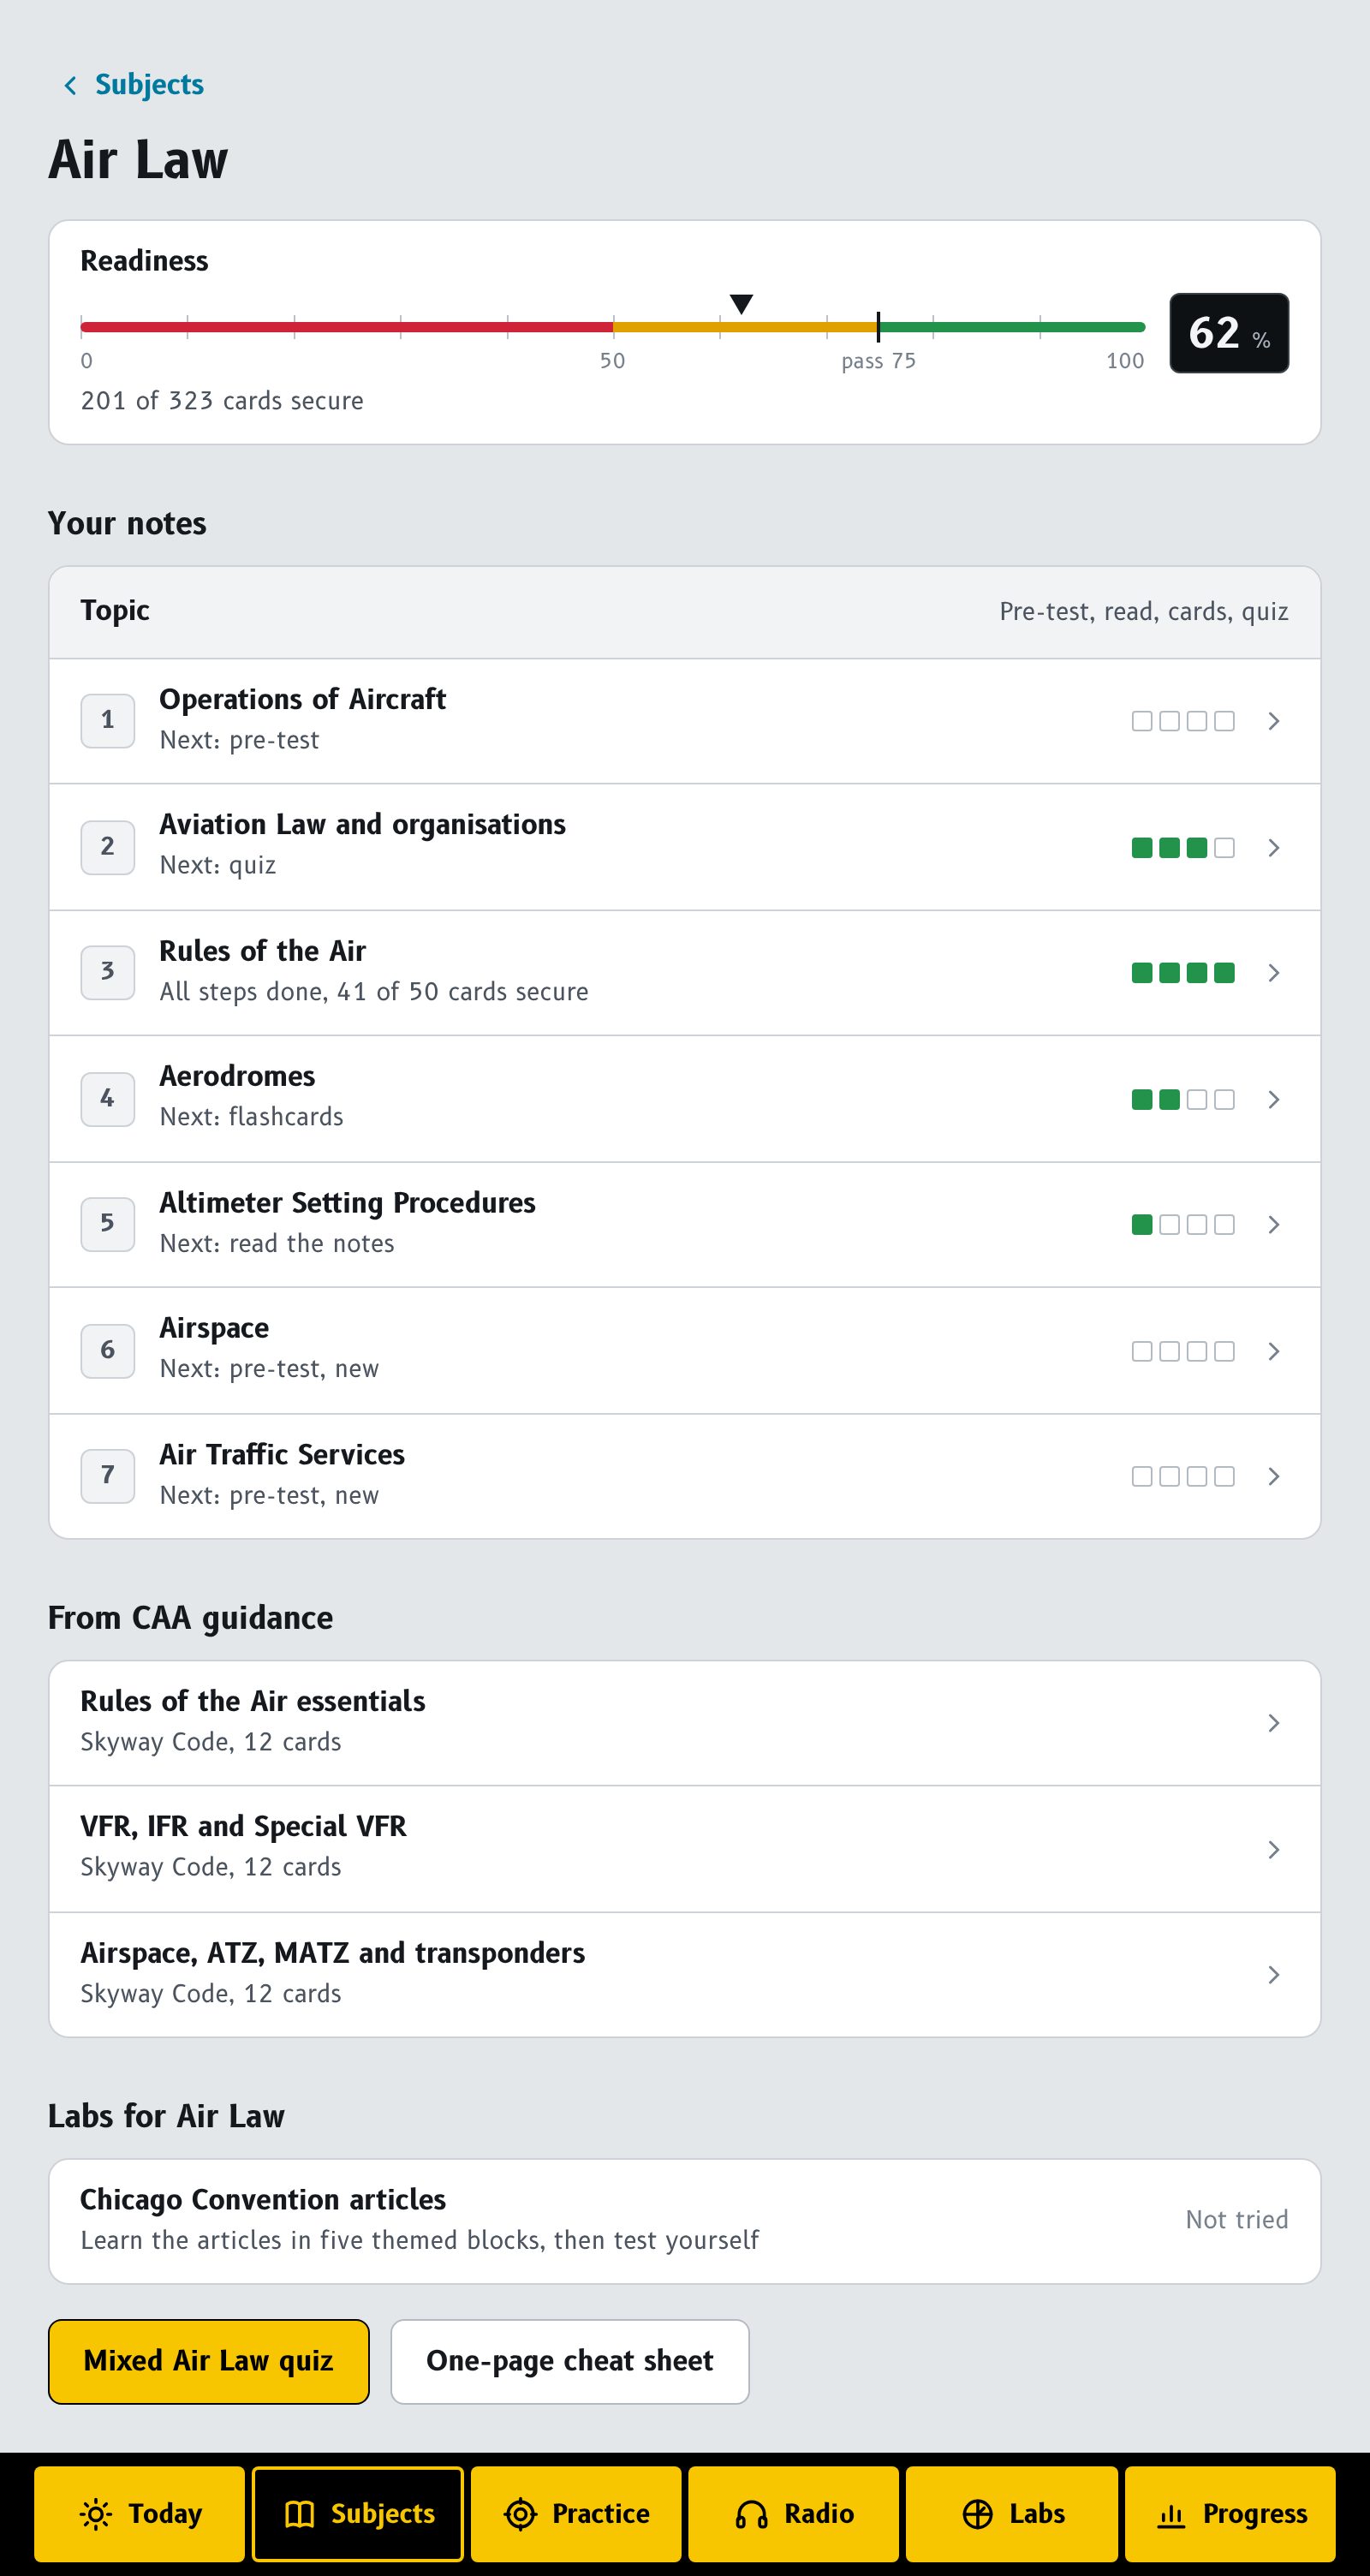 Subjects
Air Law
Readiness
62 %
0 50 pass 75 100
201 of 323 cards secure
Your notes
Topic Pre-test, read, cards, quiz
1 Operations of Aircraft
Next: pre-test
2 Aviation Law and organisations
Next: quiz
3 Rules of the Air
All steps done, 41 of 50 cards secure
4 Aerodromes
Next: flashcards
5 Altimeter Setting Procedures
Next: read the notes
6 Airspace
Next: pre-test, new
7 Air Traffic Services
Next: pre-test, new
From CAA guidance
Rules of the Air essentials
Skyway Code, 12 cards
VFR, IFR and Special VFR
Skyway Code, 12 cards
Airspace, ATZ, MATZ and transponders
Skyway Code, 12 cards
Labs for Air Law
Chicago Convention articles
Learn the articles in five themed blocks, then test yourself
Not tried
Mixed Air Law quiz One-page cheat sheet
Today Subjects Practice Radio Labs Progress